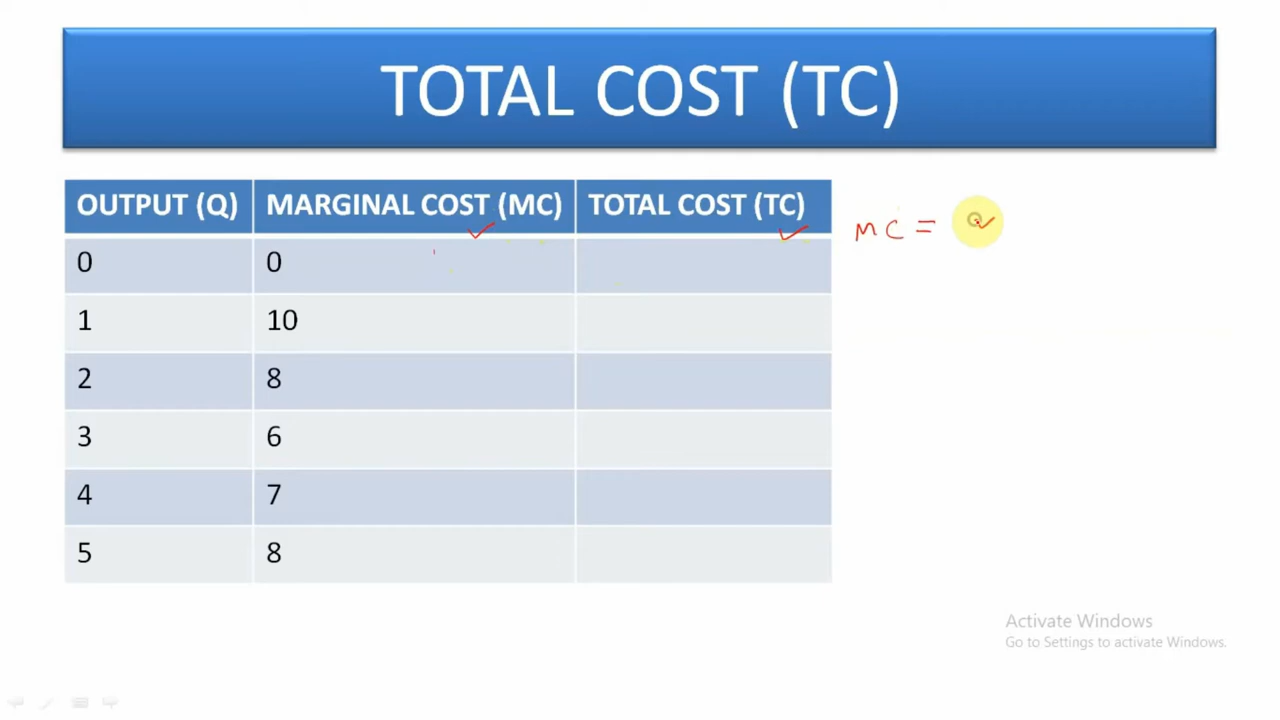 TOTAL COST (TC)
OUTPUT (Q) MARGINAL COST (MC) TOTAL COST (TC)
MC =
0 0
1 10
2 8
3 6
4 7
5 8
Activate Windows
Go to Settings to activate Windows.